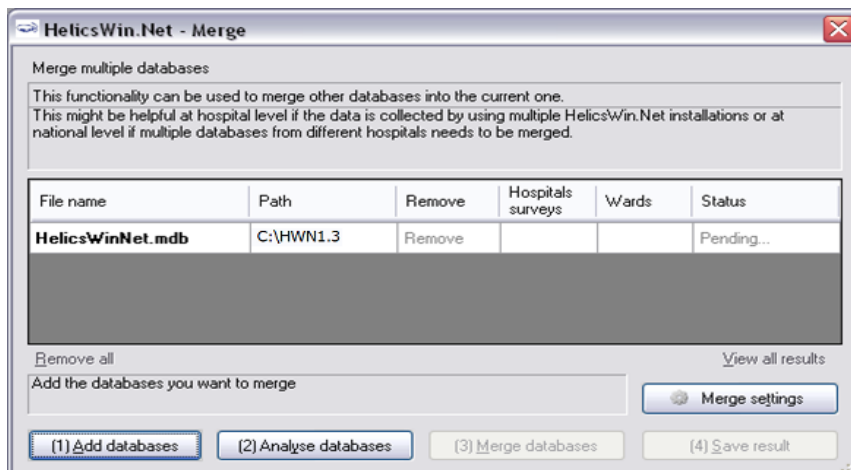 HelicsWin.Net - Merge
Merge multiple databases
This functionality can be used to merge other databases into the current one.
This might be helpful at hospital level if the data is collected by using multiple HelicsWin.Net installations or at
national level if multiple databases from different hospitals needs to be merged.
File name Path Remove Hospitals surveys Wards Status
HelicsWinNet.mdb C:\HWN1.3 Remove Pending...
Remove all View all results
Add the databases you want to merge
Merge settings
(1) Add databases (2) Analyse databases (3) Merge databases (4) Save result